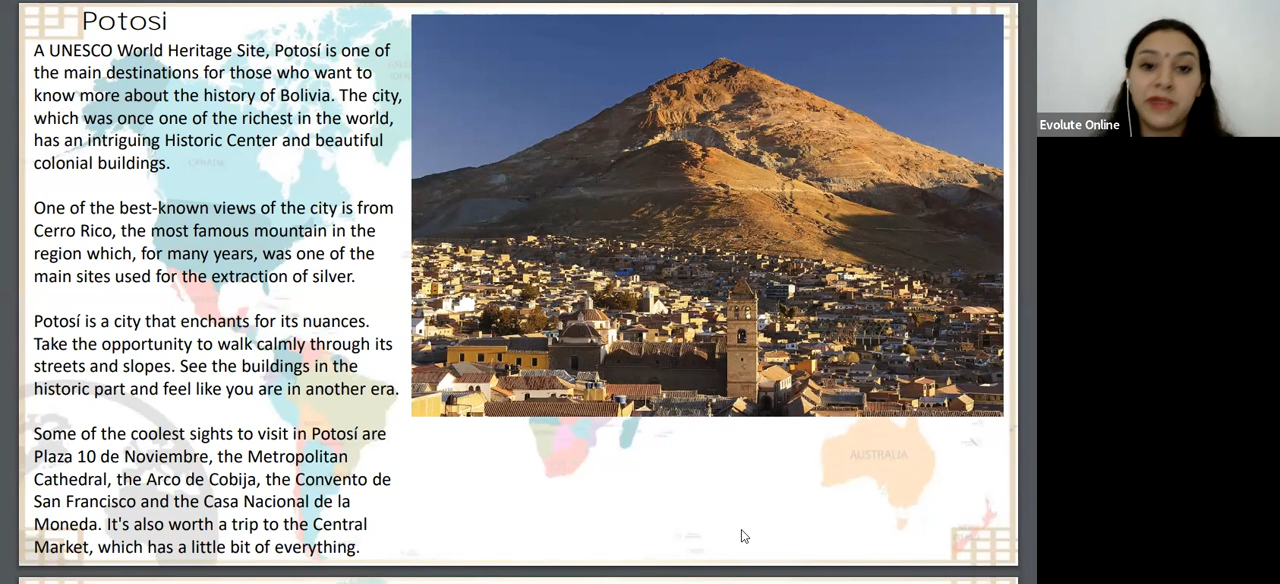 Potosi
A UNESCO World Heritage Site, Potosí is one of
the main destinations for those who want to
know more about the history of Bolivia. The city,
which was once one of the richest in the world,
has an intriguing Historic Center and beautiful
colonial buildings.
One of the best-known views of the city is from
Cerro Rico, the most famous mountain in the
region which, for many years, was one of the
main sites used for the extraction of silver.
Potosí is a city that enchants for its nuances.
Take the opportunity to walk calmly through its
streets and slopes. See the buildings in the
historic part and feel like you are in another era.
Some of the coolest sights to visit in Potosí are
Plaza 10 de Noviembre, the Metropolitan
Cathedral, the Arco de Cobija, the Convento de
San Francisco and the Casa Nacional de la
Moneda. It's also worth a trip to the Central
Market, which has a little bit of everything.
CANADA
AUSTRALIA
Evolute Online